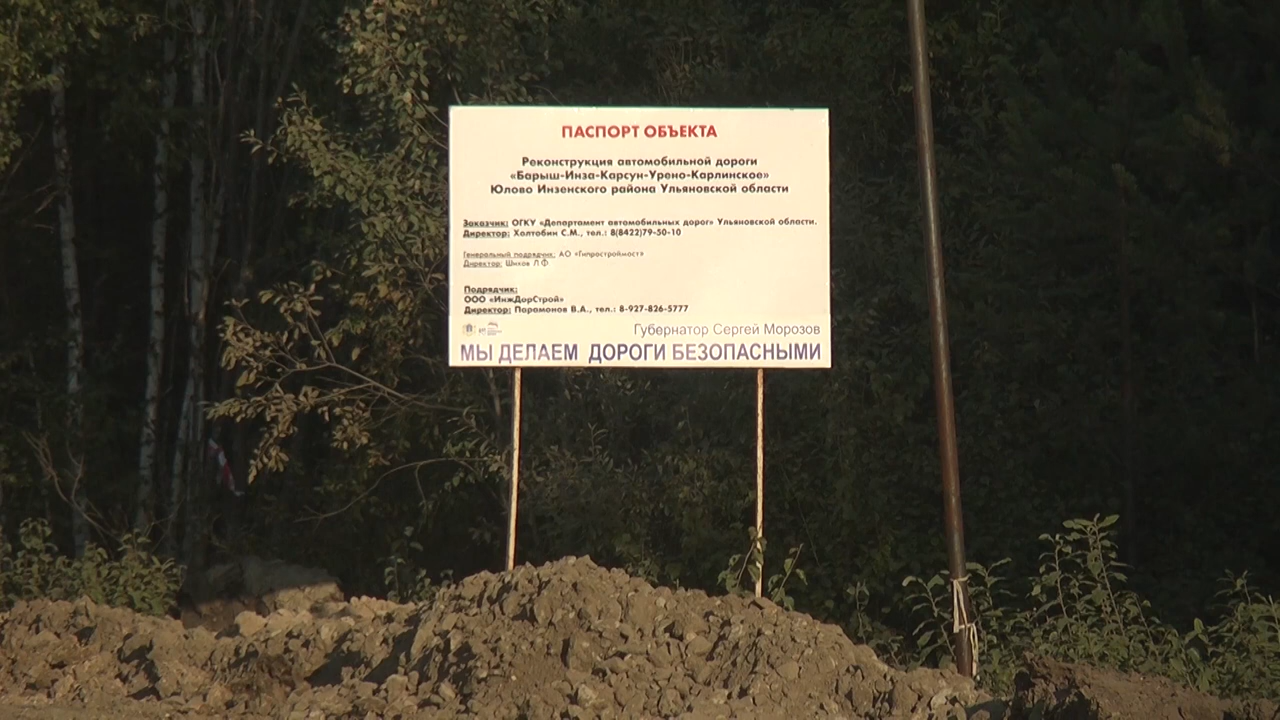 ПАСПОРТ ОБЪЕКТА
Реконструкция автомобильной дороги
«Барыш-Инза-Карсун-Урено-Карлинское»
Юлово Инзенского района Ульяновской области
Заказчик: ОГКУ «Департамент автомобильных дорог» Ульяновской области.
Директор: Холтобин С.М., тел.: 8(8422)79-50-10
Генеральный подрядчик: АО «Гипростроймост»
Директор: Шихов Л.Ф.
Подрядчик:
ООО «ИнжДорСтрой»
Директор: Парамонов В.А., тел.: 8-927-826-5777
Губернатор Сергей Морозов
МЫ ДЕЛАЕМ ДОРОГИ БЕЗОПАСНЫМИ